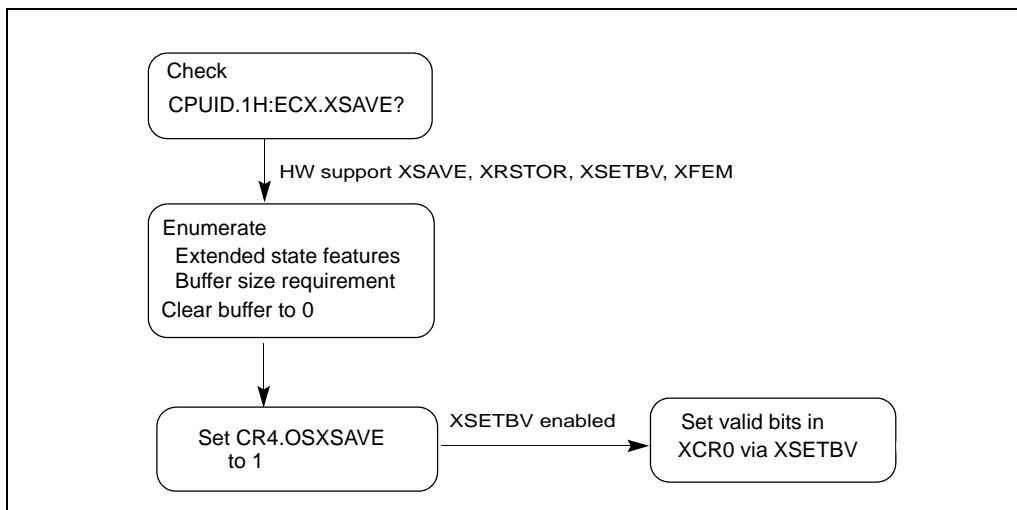 Check
CPUID.1H:ECX.XSAVE?
HW support XSAVE, XRSTOR, XSETBV, XFEM
Enumerate
Extended state features
Buffer size requirement
Clear buffer to 0
Set CR4.OSXSAVE
to 1
XSETBV enabled
Set valid bits in
XCR0 via XSETBV